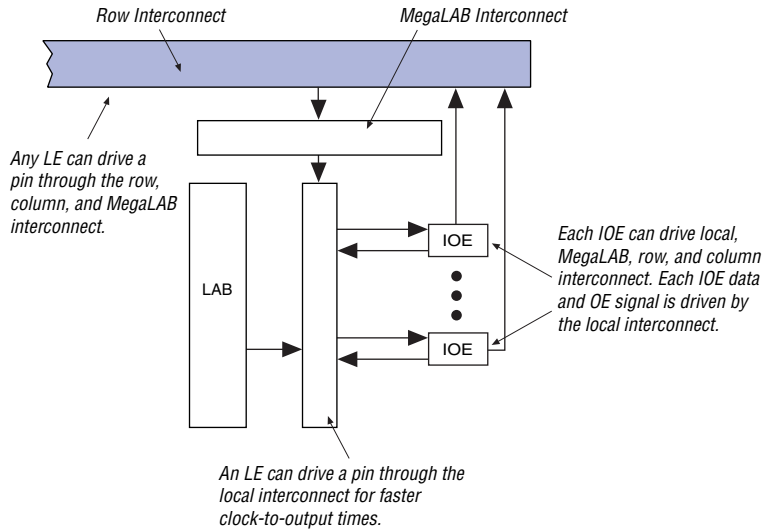 Row Interconnect
MegaLAB Interconnect
Any LE can drive a
pin through the row,
column, and MegaLAB
interconnect.
LAB
IOE
IOE
Each IOE can drive local,
MegaLAB, row, and column
interconnect. Each IOE data
and OE signal is driven by
the local interconnect.
An LE can drive a pin through the
local interconnect for faster
clock-to-output times.